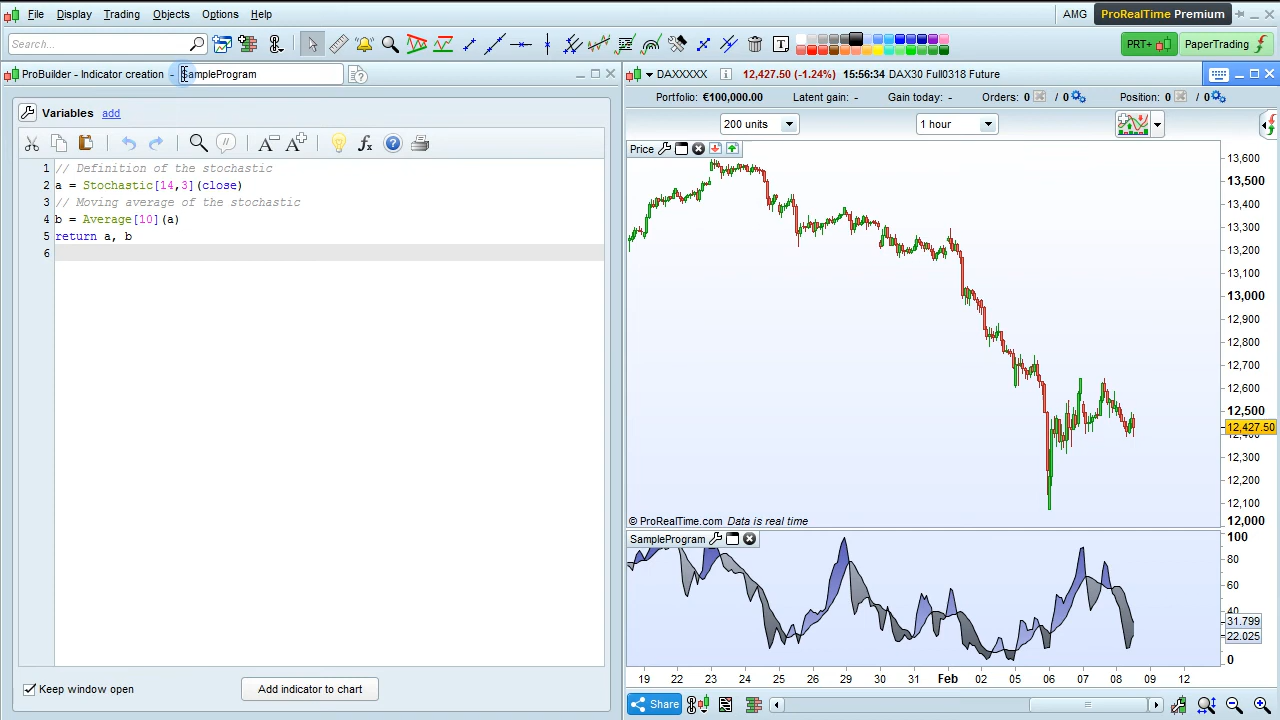 File Display Trading Objects Options Help
AMG ProRealTime Premium
Search...
PRT+ PaperTrading
ProBuilder - Indicator creation - SampleProgram
Variables add
1 // Definition of the stochastic
2 a = Stochastic[14,3](close)
3 // Moving average of the stochastic
4 b = Average[10](a)
5 return a, b
6
Keep window open
Add indicator to chart
DAXXXXX 12,427.50 (-1.24%) 15:56:34 DAX30 Full0318 Future
Portfolio: €100,000.00 Latent gain: - Gain today: - Orders: 0 / 0 Position: 0 / 0
200 units 1 hour
Price
13,600
13,500
13,400
13,300
13,200
13,100
13,000
12,900
12,800
12,700
12,600
12,500
12,427.50
12,400
12,300
12,200
12,100
12,000
© ProRealTime.com Data is real time
SampleProgram
100
80
60
40
31.799
22.025
0
19 22 23 24 25 26 29 30 31 Feb 02 05 06 07 08 09 12
Share